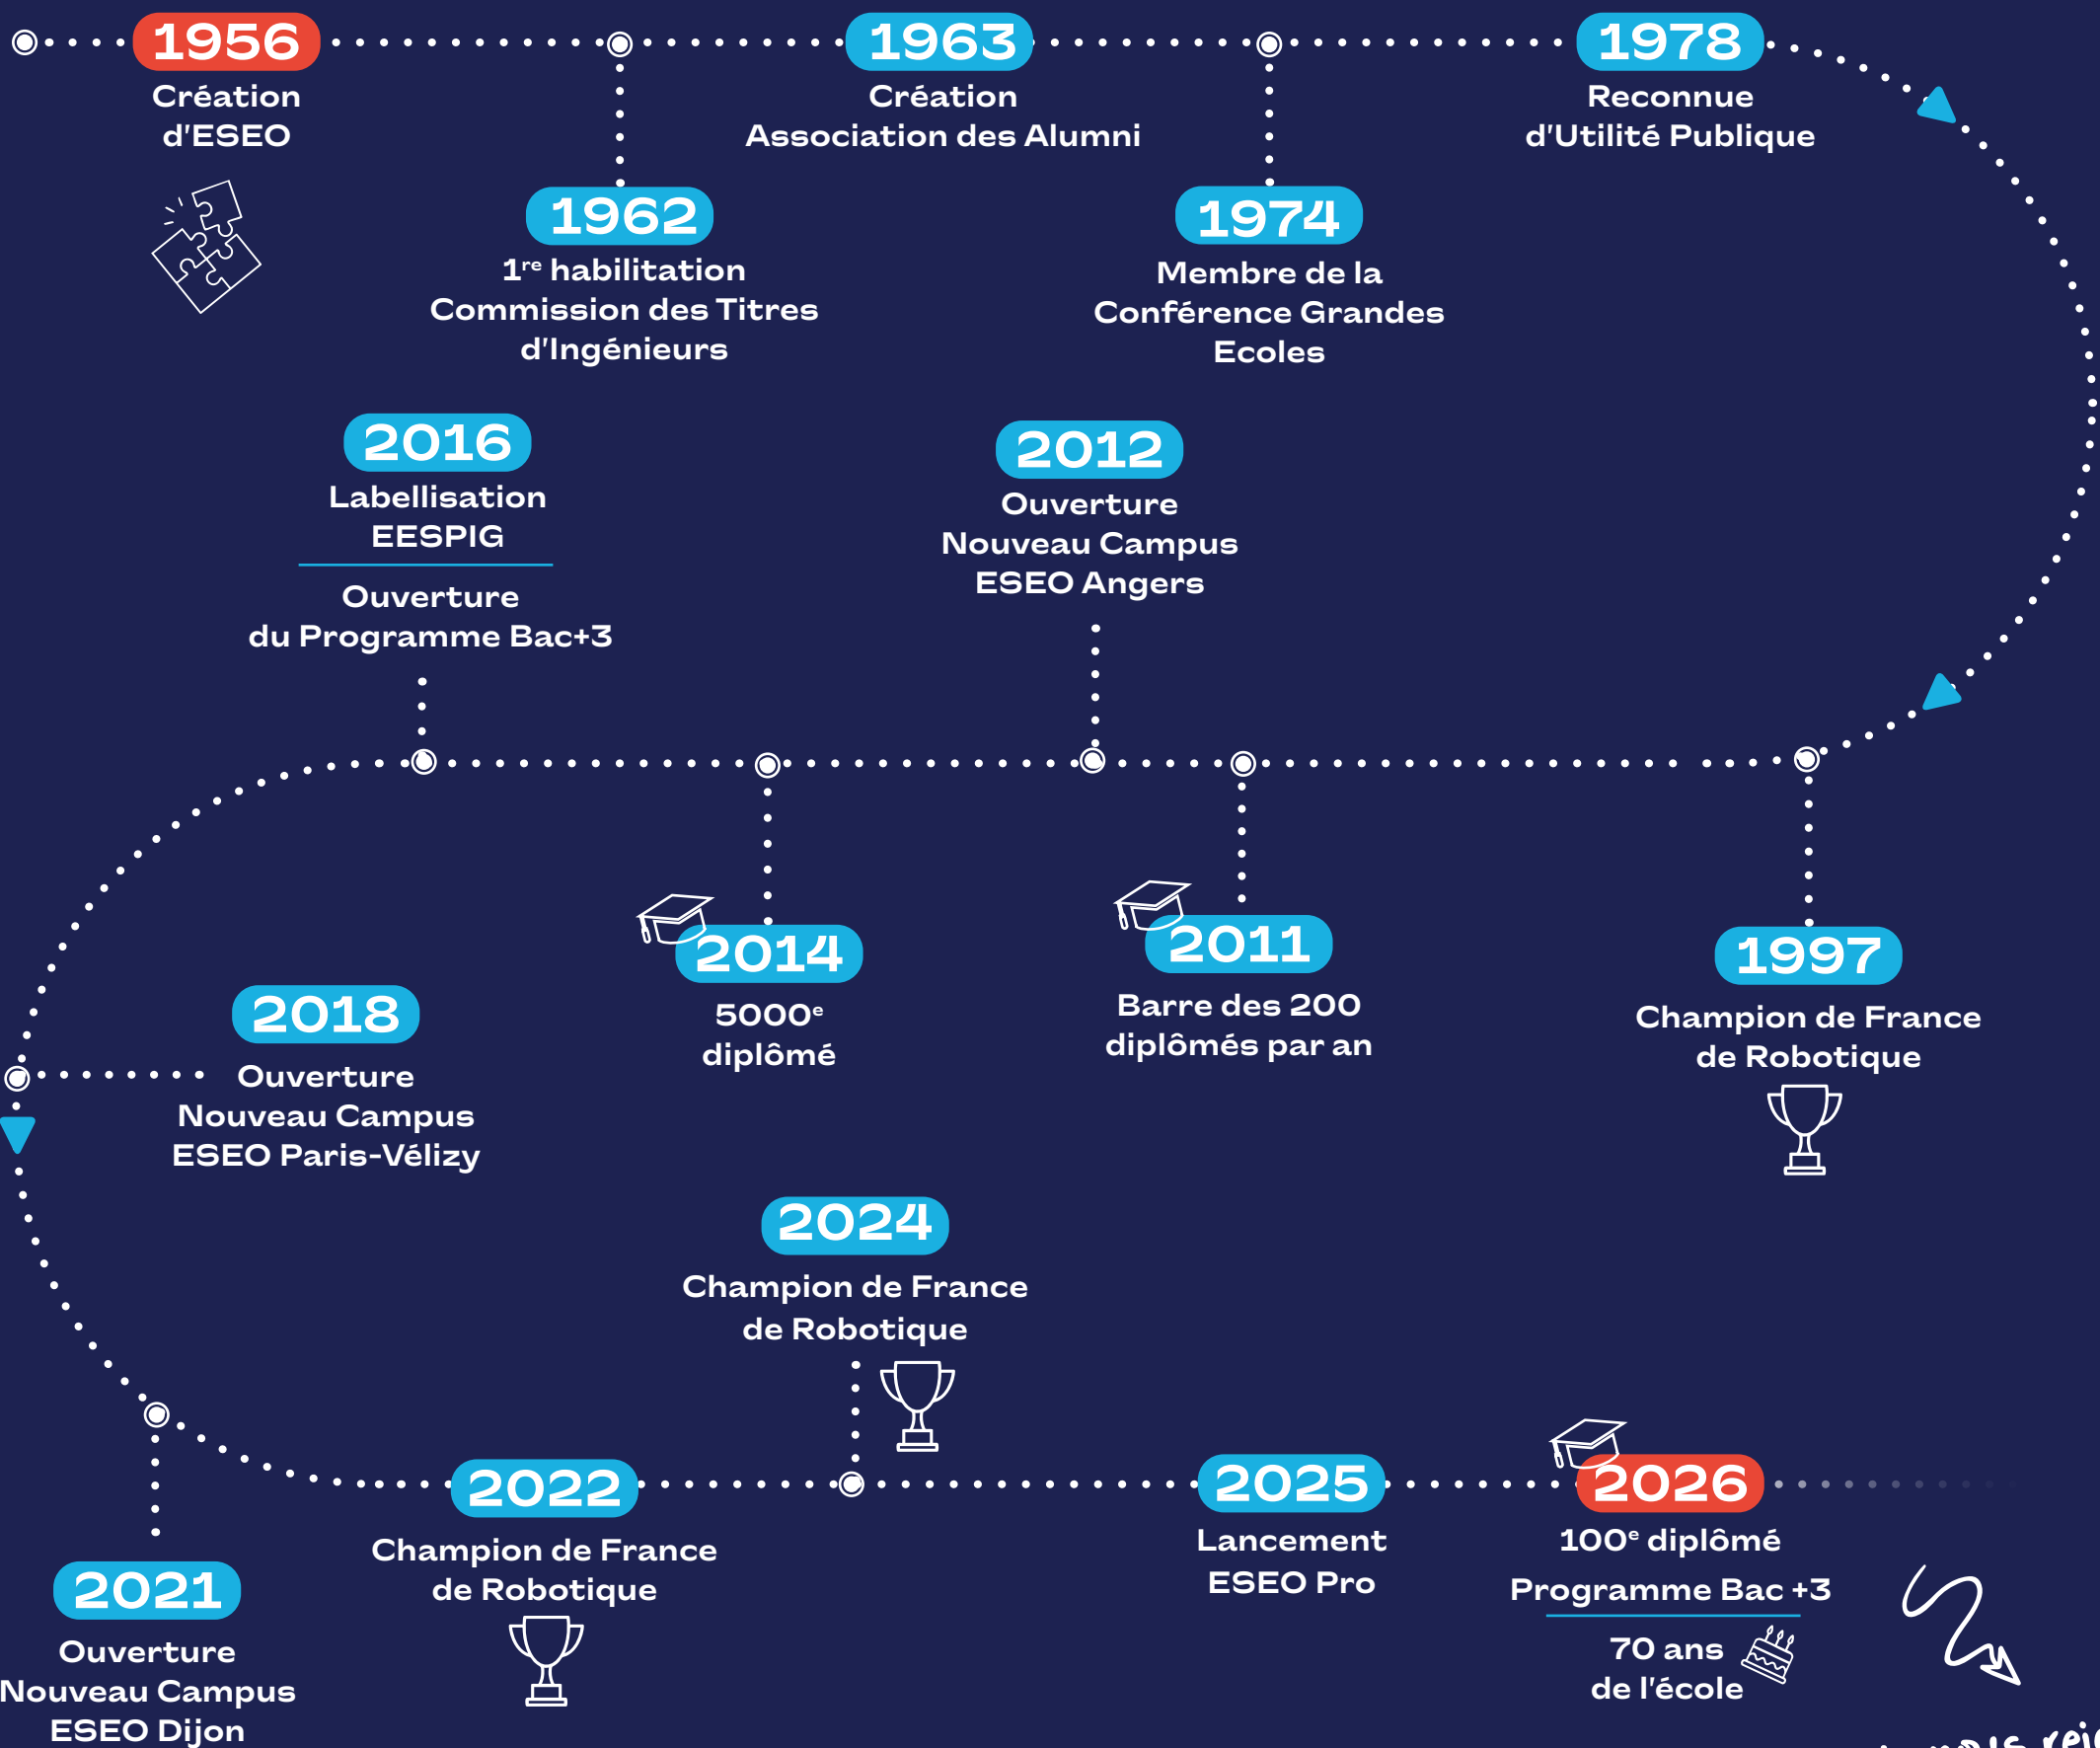 1956
Création
d'ESEO
1962
1re habilitation
Commission des Titres
d'Ingénieurs
1963
Création
Association des Alumni
1974
Membre de la
Conférence Grandes
Ecoles
1978
Reconnue
d'Utilité Publique
1997
Champion de France
de Robotique
2011
Barre des 200
diplômés par an
2012
Ouverture
Nouveau Campus
ESEO Angers
2014
5000e
diplômé
2016
Labellisation
EESPIG
Ouverture
du Programme Bac+3
2018
Ouverture
Nouveau Campus
ESEO Paris-Vélizy
2021
Ouverture
Nouveau Campus
ESEO Dijon
2022
Champion de France
de Robotique
2024
Champion de France
de Robotique
2025
Lancement
ESEO Pro
2026
100e diplômé
Programme Bac +3
70 ans
de l'école